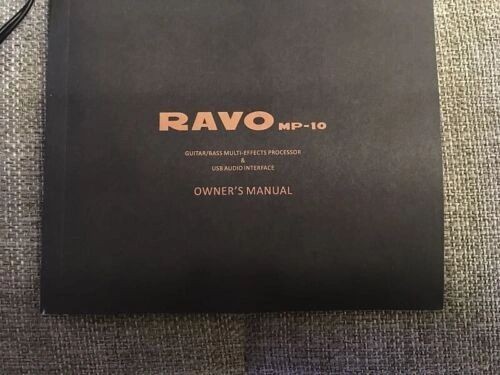 RAVO MP-10
GUITAR/BASS MULTI-EFFECTS PROCESSOR
&
USB AUDIO INTERFACE
OWNER'S MANUAL